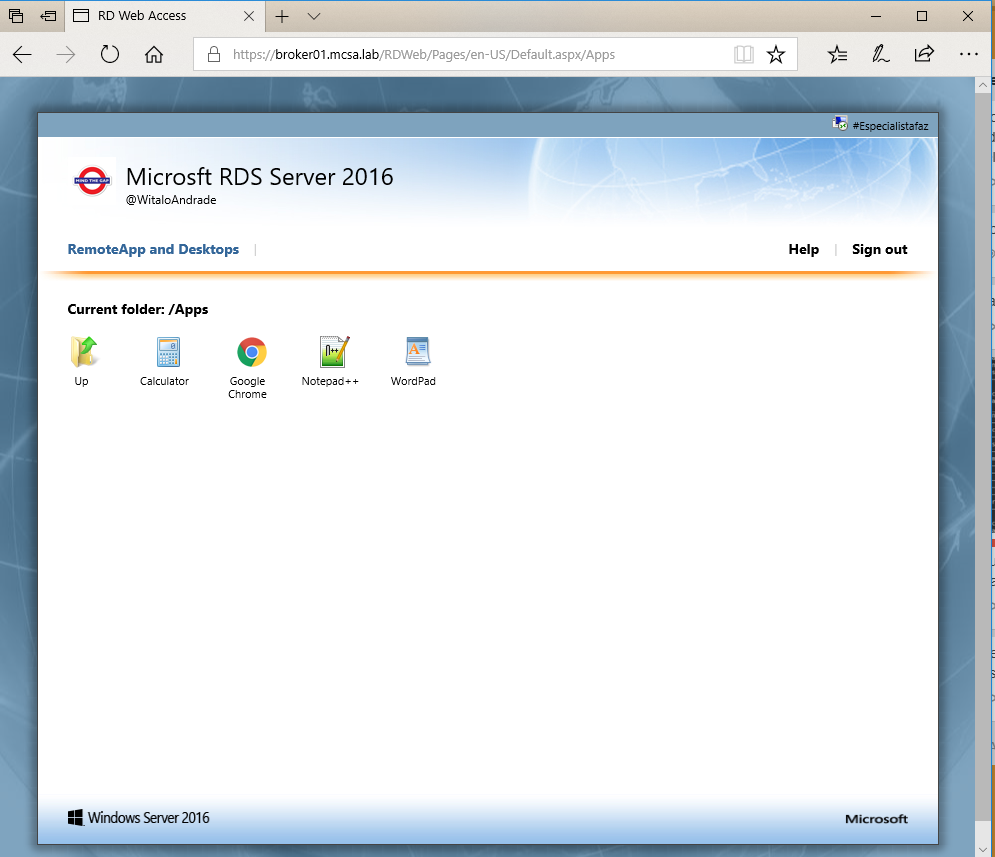 RD Web Access
https://broker01.mcsa.lab/RDWeb/Pages/en-US/Default.aspx/Apps
#Especialistafaz
MIND THE GAP
Microsft RDS Server 2016
@WitaloAndrade
RemoteApp and Desktops | Help | Sign out
Current folder: /Apps
Up
Calculator
Google
Chrome
Notepad++
WordPad
Windows Server 2016
Microsoft